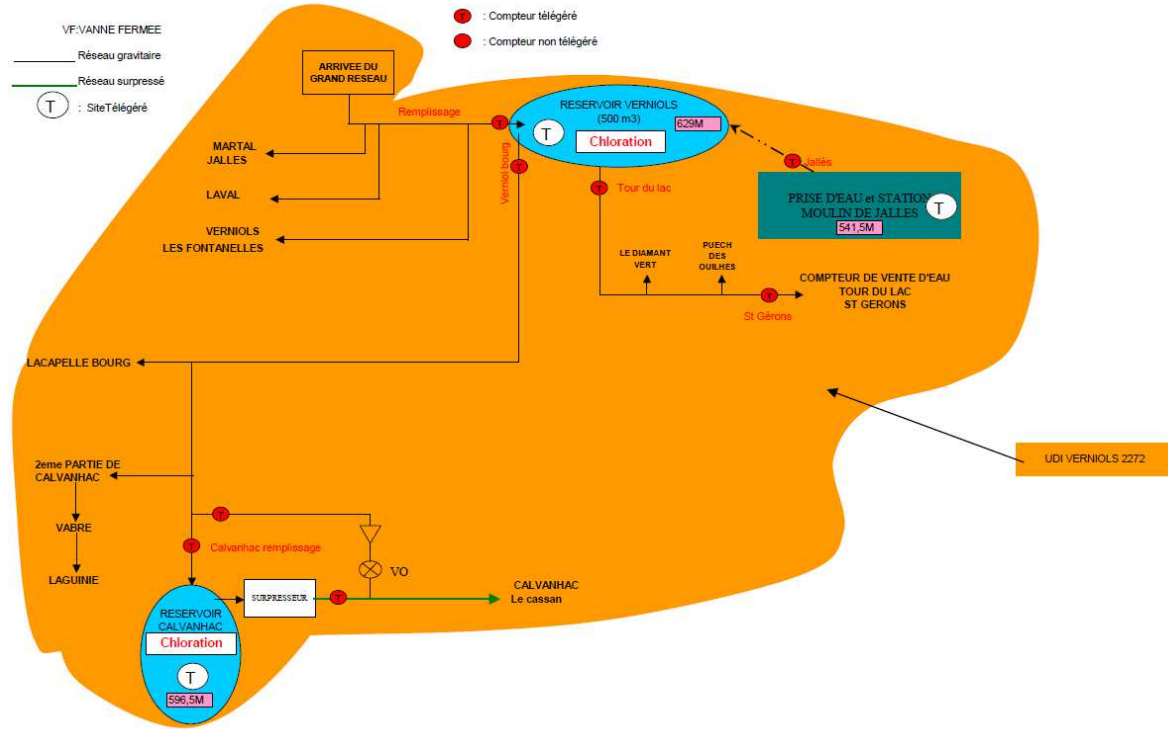 VF:VANNE FERMEE
Réseau gravitaire
Réseau surpressé
T : SiteTélégéré
T : Compteur télégéré
: Compteur non télégéré
ARRIVEE DU
GRAND RESEAU
Remplissage
T
RESERVOIR VERNIOLS
(500 m3)
629M
T
Chloration
MARTAL
JALLES
LAVAL
VERNIOLS
LES FONTANELLES
Verniol bourg
T
T
Tour du lac
T
Jallès
PRISE D'EAU et STATION
MOULIN DE JALLES
T
541,5M
LE DIAMANT
VERT
PUECH
DES
OUILHES
COMPTEUR DE VENTE D'EAU
TOUR DU LAC
ST GERONS
T
St Gérons
LACAPELLE BOURG
UDI VERNIOLS 2272
2eme PARTIE DE
CALVANHAC
VABRE
LAGUINIE
T
T
Calvanhac remplissage
VO
SURPRESSEUR
T
CALVANHAC
Le cassan
RESERVOIR
CALVANHAC
Chloration
T
596,5M